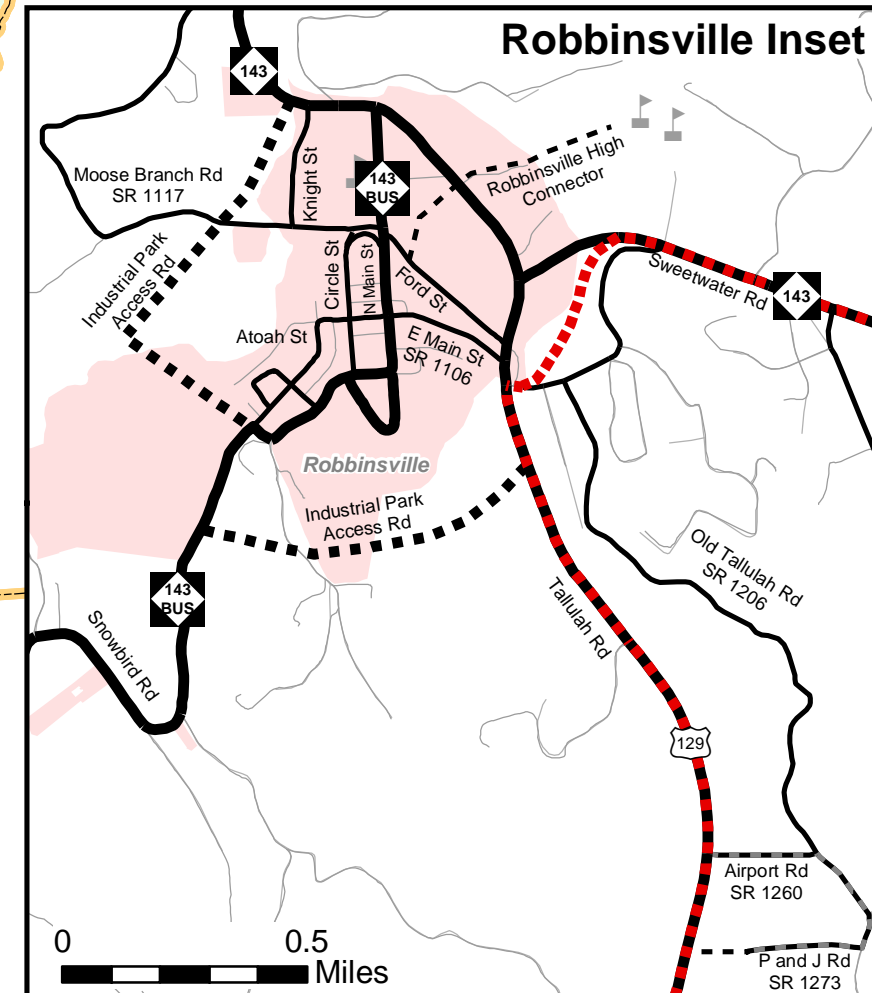 Robbinsville Inset
143
Moose Branch Rd
SR 1117
Knight St
143
BUS
Robbinsville High
Connector
Industrial Park
Access Rd
Circle St
N Main St
Ford St
Sweetwater Rd
143
Atoah St
E Main St
SR 1106
Robbinsville
Industrial Park
Access Rd
Old Tallulah Rd
SR 1206
143
BUS
Snowbird Rd
Tallulah Rd
129
Airport Rd
SR 1260
P and J Rd
SR 1273
0 0.5
Miles